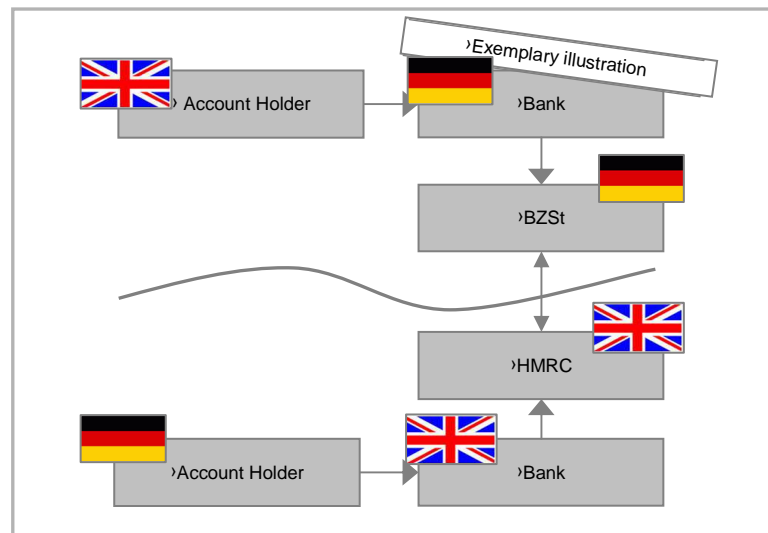 ›Exemplary illustration
› Account Holder
›Bank
›BZSt
›HMRC
›Account Holder
›Bank